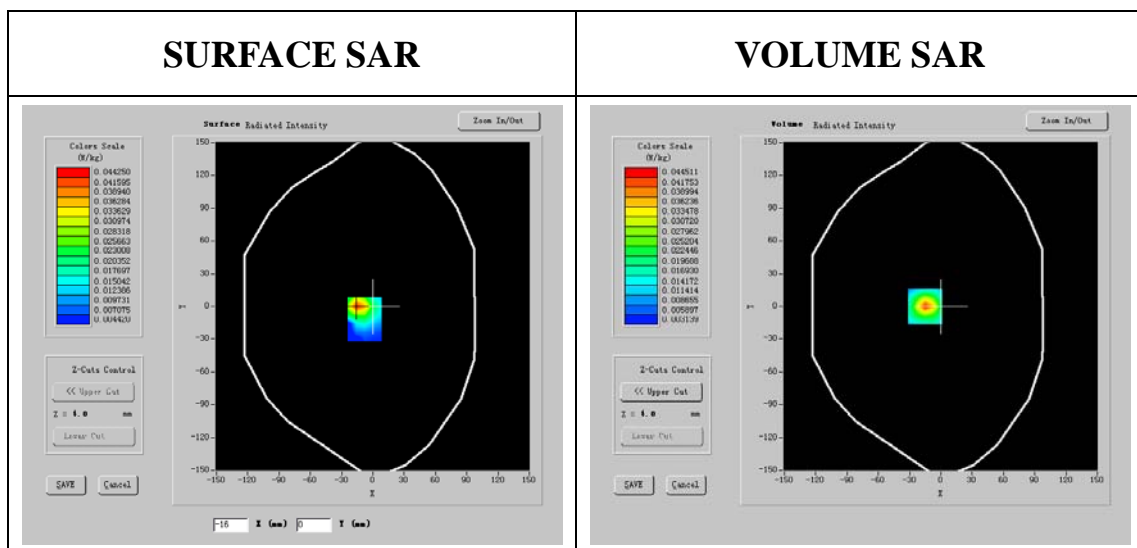 SURFACE SAR
VOLUME SAR
Surface Radiated Intensity
Zoom In/Out
Colors Scale
(W/kg)
0.044250
0.041595
0.038940
0.036284
0.033629
0.030974
0.028318
0.025663
0.023008
0.020352
0.017697
0.015042
0.012386
0.009731
0.007075
0.004420
150
120
90
60
30
0
-30
-60
-90
-120
-150
Y
-150 -120 -90 -60 -30 0 30 60 90 120 150
X
Z-Cuts Control
<< Upper Cut
Z = 4.0 mm
Lower Cut
SAVE
Cancel
-16 X (mm) 0 Y (mm)
Volume Radiated Intensity
Zoom In/Out
Colors Scale
(W/kg)
0.044511
0.041753
0.038994
0.036236
0.033478
0.030720
0.027962
0.025204
0.022446
0.019688
0.016930
0.014172
0.011414
0.008655
0.005897
0.003139
150
120
90
60
30
0
-30
-60
-90
-120
-150
Y
-150 -120 -90 -60 -30 0 30 60 90 120 150
X
Z-Cuts Control
<< Upper Cut
Z = 4.0 mm
Lower Cut
SAVE
Cancel